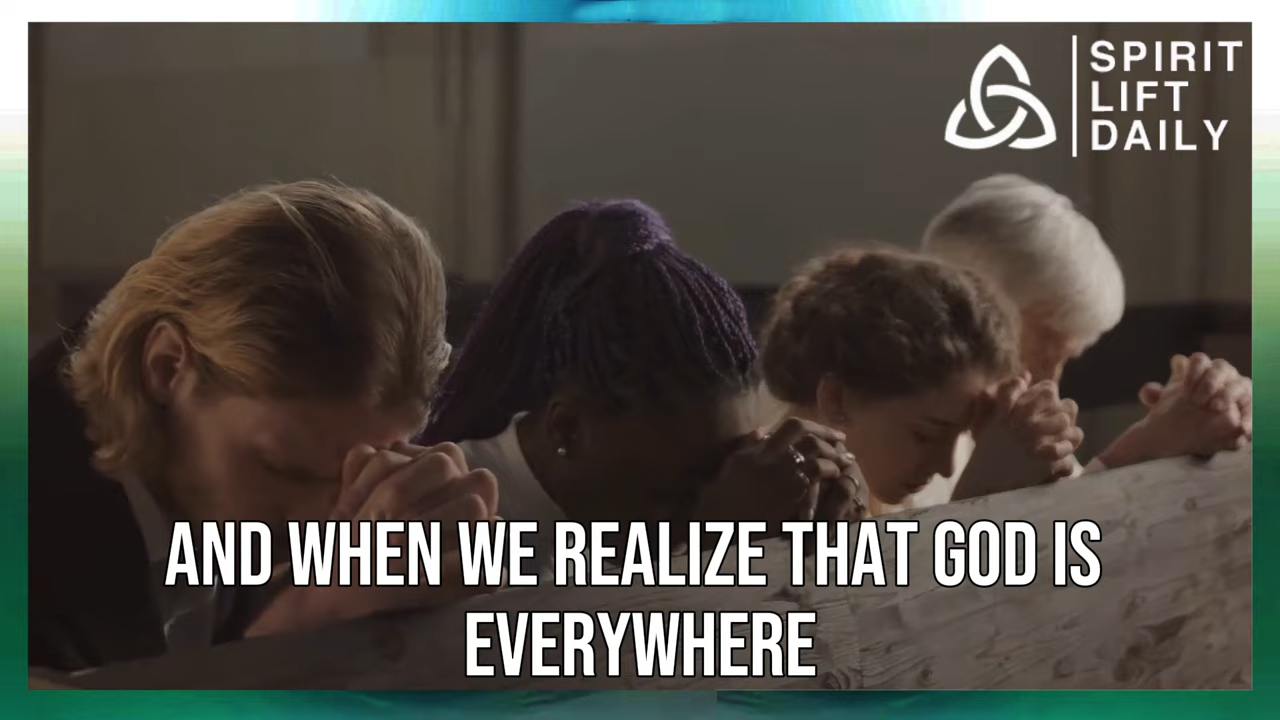 SPIRIT
LIFT
DAILY
AND WHEN WE REALIZE THAT GOD IS
EVERYWHERE